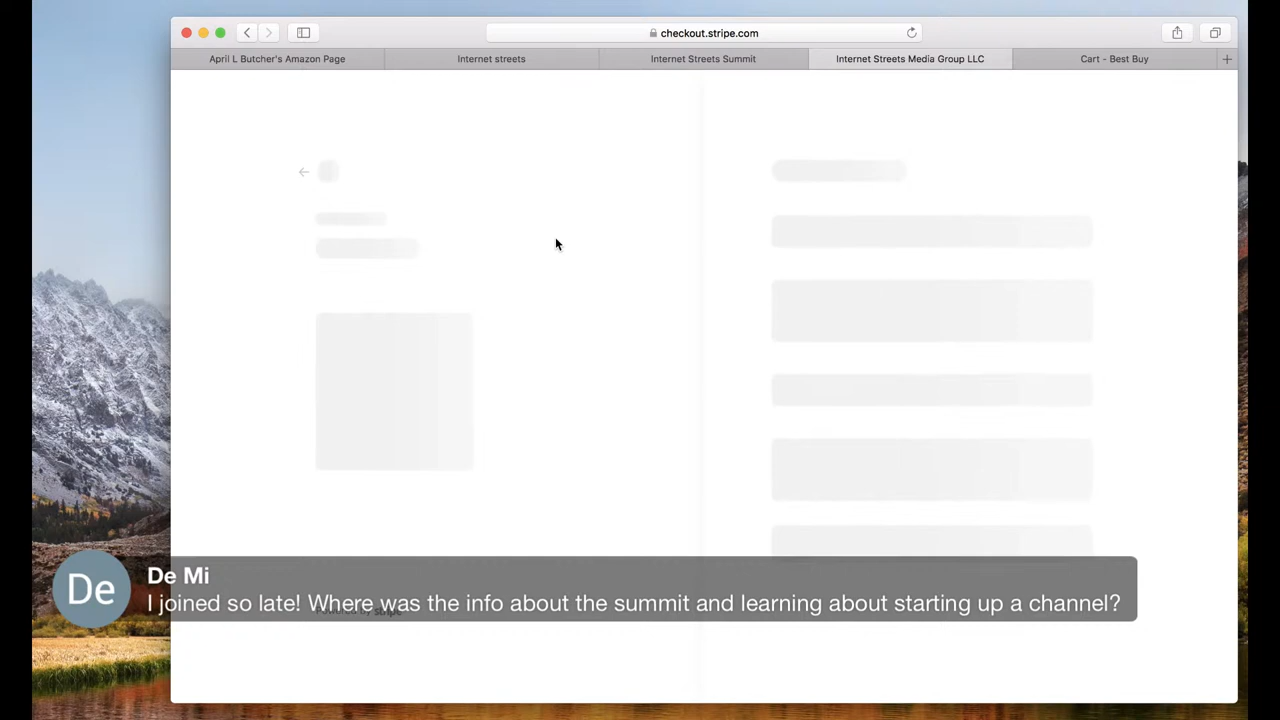 checkout.stripe.com
April L Butcher's Amazon Page
Internet streets
Internet Streets Summit
Internet Streets Media Group LLC
Cart - Best Buy
De
De Mi
I joined so late! Where was the info about the summit and learning about starting up a channel?
stripe